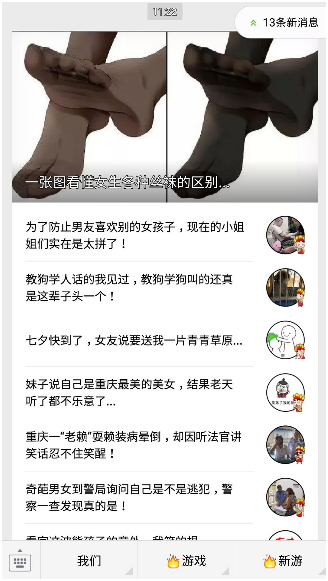 11:22
13条新消息
一张图看懂女生各种丝袜的区别...
为了防止男友喜欢别的女孩子，现在的小姐
姐们实在是太拼了！
教狗学人话的我见过，教狗学狗叫的还真
是这辈子头一个！
七夕快到了，女友说要送我一片青青草原...
妹子说自己是重庆最美的美女，结果老天
听了都不乐意了...
重庆一“老赖”耍赖装病晕倒，却因听法官讲
笑话忍不住笑醒！
奇葩男女到警局询问自己是不是逃犯，警
察一查发现真的是！
我们
游戏
新游